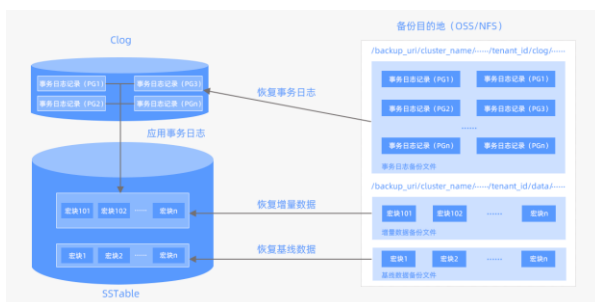 备份目的地（OSS/NFS）
Clog
/backup_uri/cluster_name/······/tenant_id/clog/······
事务日志记录（PG1） 事务日志记录（PG3）
事务日志记录（PG2） 事务日志记录（PGn）
恢复事务日志
事务日志记录（PG1） 事务日志记录（PG1）
事务日志记录（PG2） 事务日志记录（PG3）
······
事务日志记录（PGn） 事务日志记录（PGn）
事务日志备份文件
应用事务日志
/backup_uri/cluster_name/······/tenant_id/data/······
宏块101 宏块102 ······ 宏块n
恢复增量数据
宏块101 宏块102 ······ 宏块n
增量数据备份文件
宏块1 宏块2 ······ 宏块n
恢复基线数据
宏块1 宏块2 ······ 宏块n
基线数据备份文件
SSTable